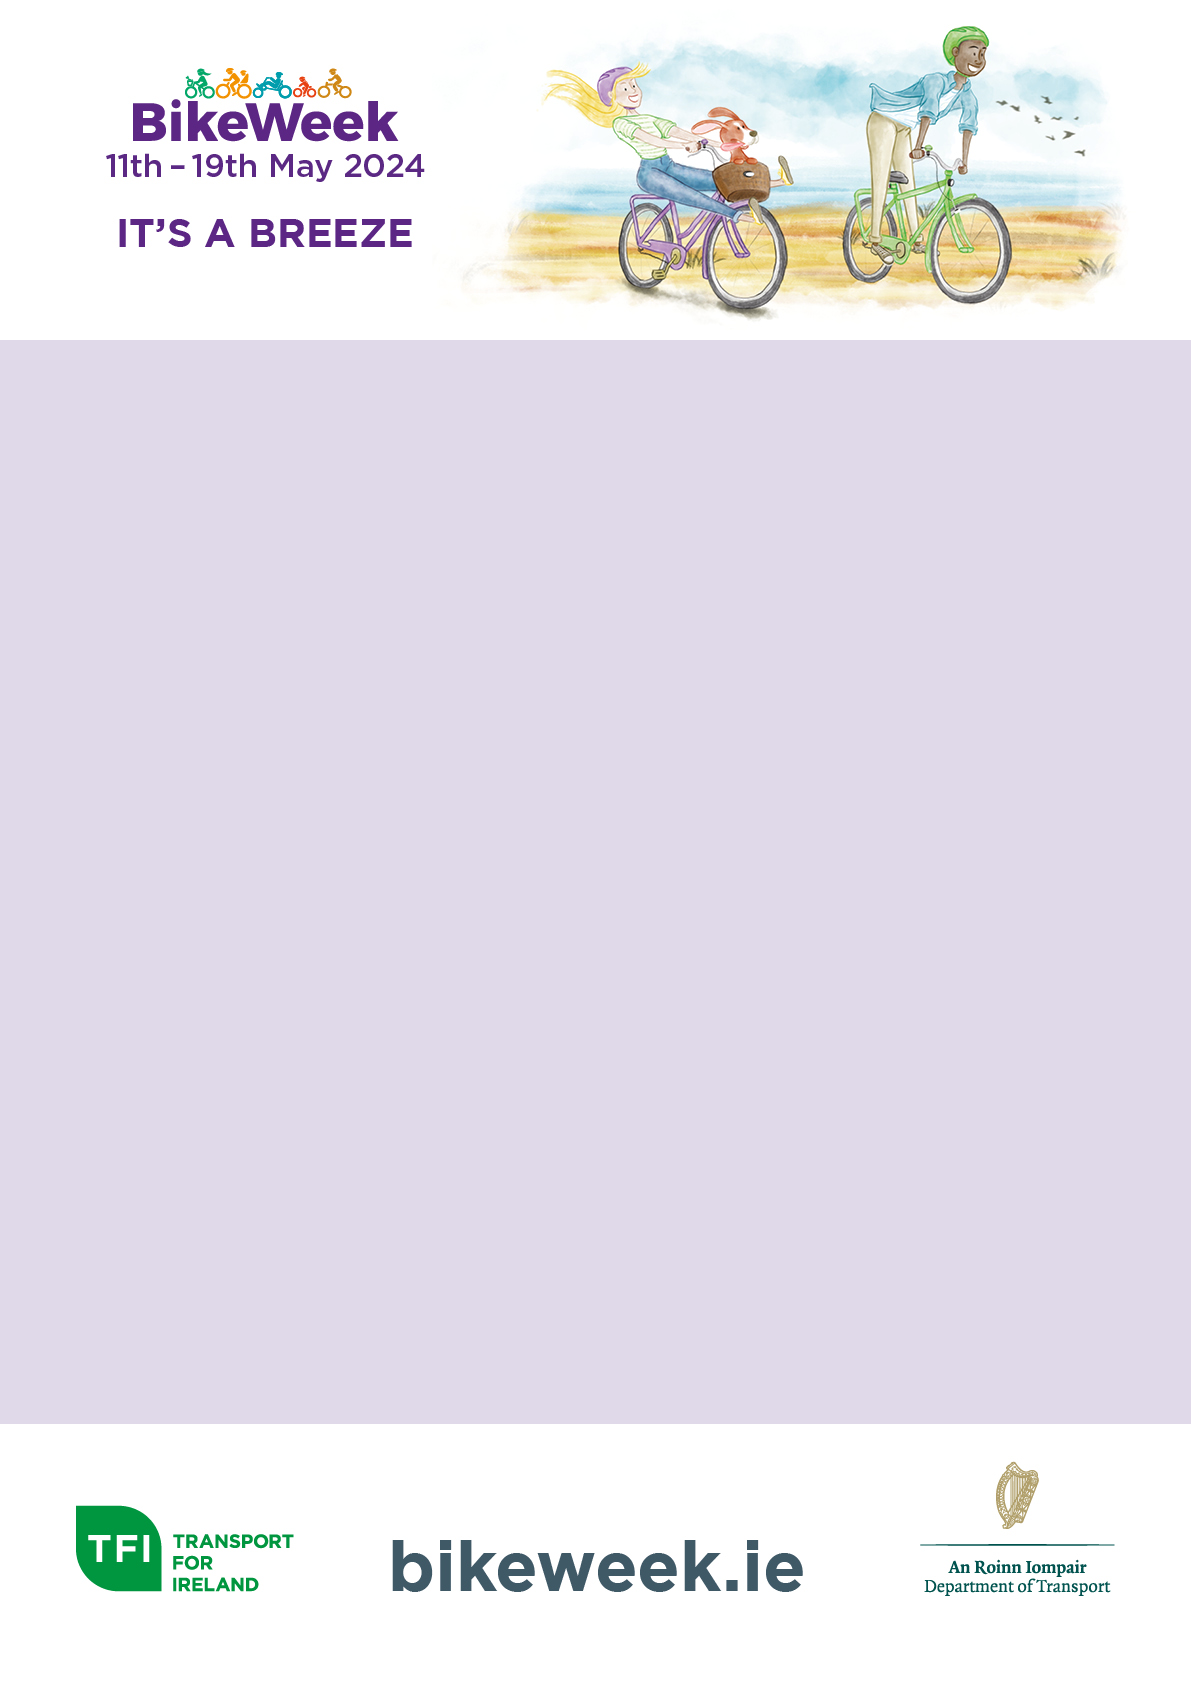 BikeWeek
11th – 19th May 2024
IT'S A BREEZE
TFI
TRANSPORT
FOR
IRELAND
bikeweek.ie
An Roinn Iompair
Department of Transport